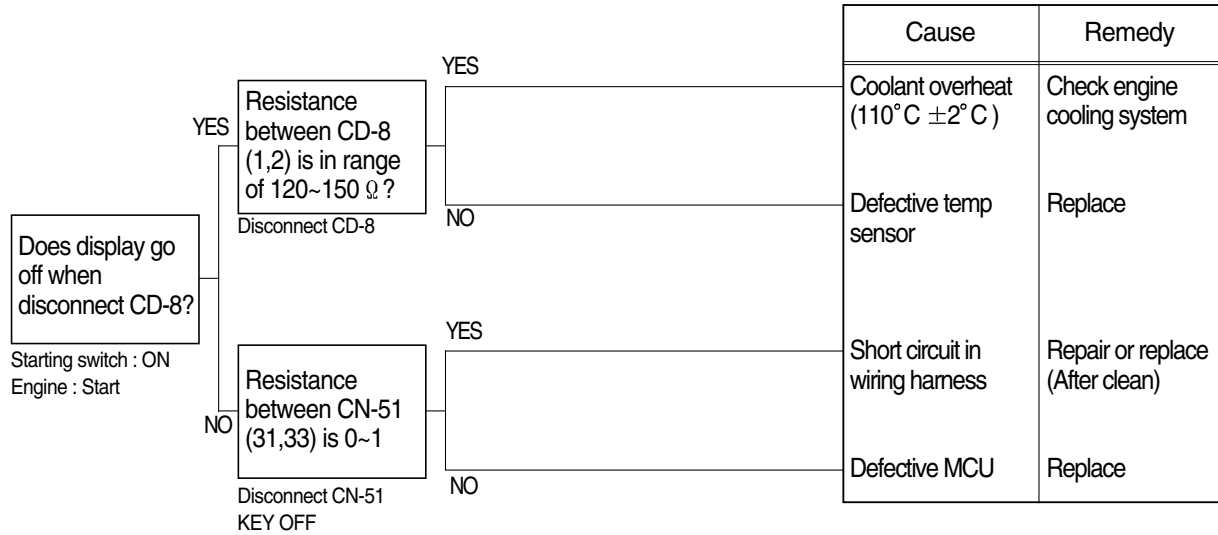 Does display go
off when
disconnect CD-8?
Starting switch : ON
Engine : Start
YES
Resistance
between CD-8
(1,2) is in range
of 120~150 Ω ?
Disconnect CD-8
NO
Resistance
between CN-51
(31,33) is 0~1
Disconnect CN-51
KEY OFF
YES
NO
YES
NO
Cause
Remedy
Coolant overheat
(110°C ±2°C )
Check engine
cooling system
Defective temp
sensor
Replace
Short circuit in
wiring harness
Repair or replace
(After clean)
Defective MCU
Replace